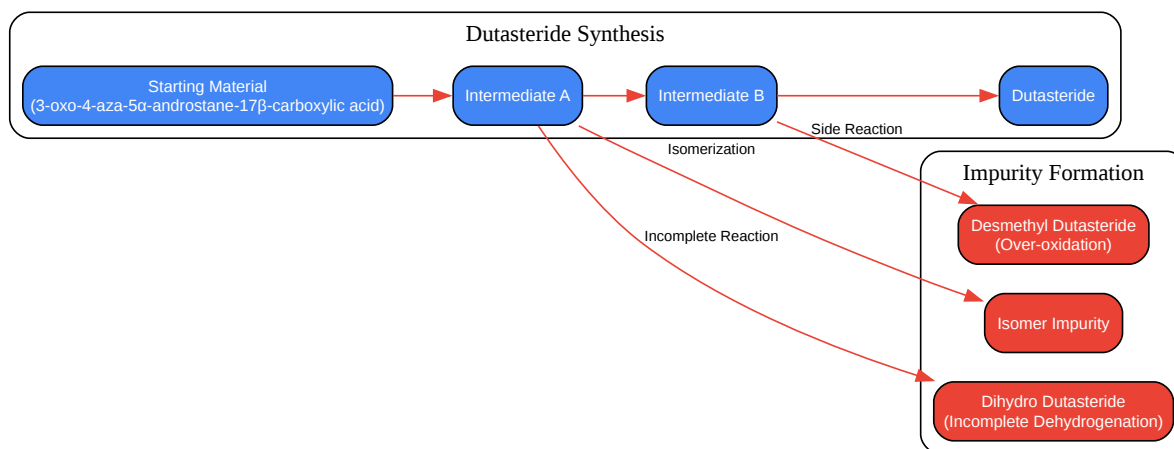 Dutasteride Synthesis
Starting Material
(3-oxo-4-aza-5α-androstane-17β-carboxylic acid)
Intermediate A
Intermediate B
Dutasteride
Side Reaction
Isomerization
Incomplete Reaction
Impurity Formation
Desmethyl Dutasteride
(Over-oxidation)
Isomer Impurity
Dihydro Dutasteride
(Incomplete Dehydrogenation)